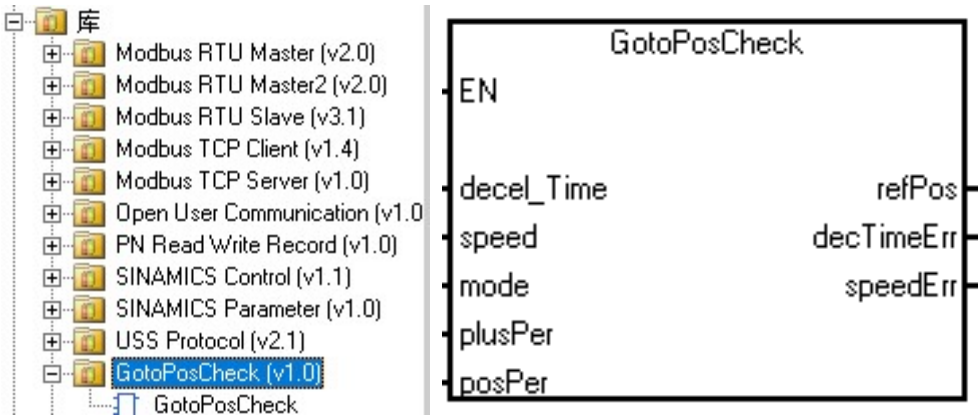 库
Modbus RTU Master (v2.0)
Modbus RTU Master2 (v2.0)
Modbus RTU Slave (v3.1)
Modbus TCP Client (v1.4)
Modbus TCP Server (v1.0)
Open User Communication (v1.0
PN Read Write Record (v1.0)
SINAMICS Control (v1.1)
SINAMICS Parameter (v1.0)
USS Protocol (v2.1)
GotoPosCheck (v1.0)
GotoPosCheck
GotoPosCheck
EN
decel_Time refPos
speed decTimeErr
mode speedErr
plusPer
posPer